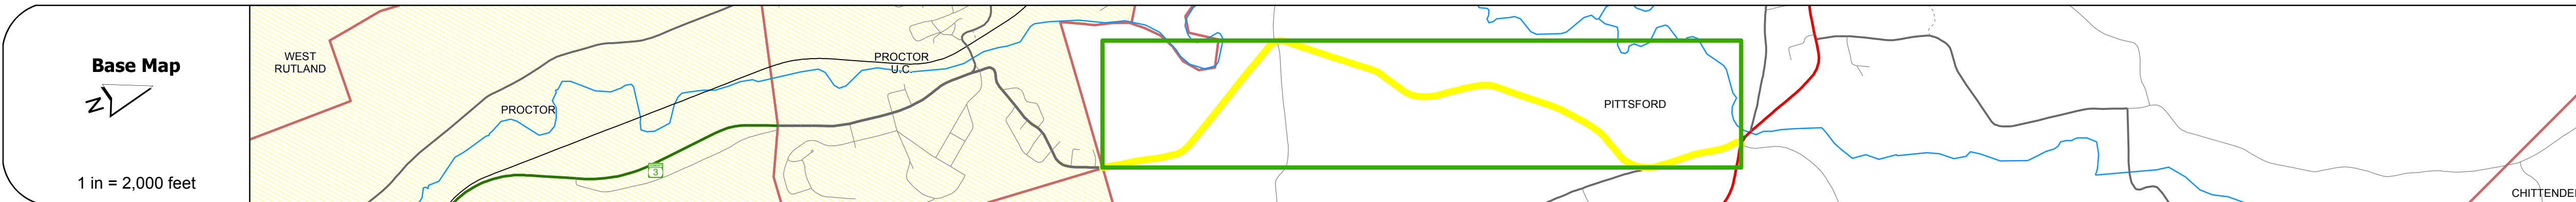 Base Map
N
1 in = 2,000 feet
WEST
RUTLAND
PROCTOR
3
PROCTOR
U.C.
PITTSFORD
CHITTENDE